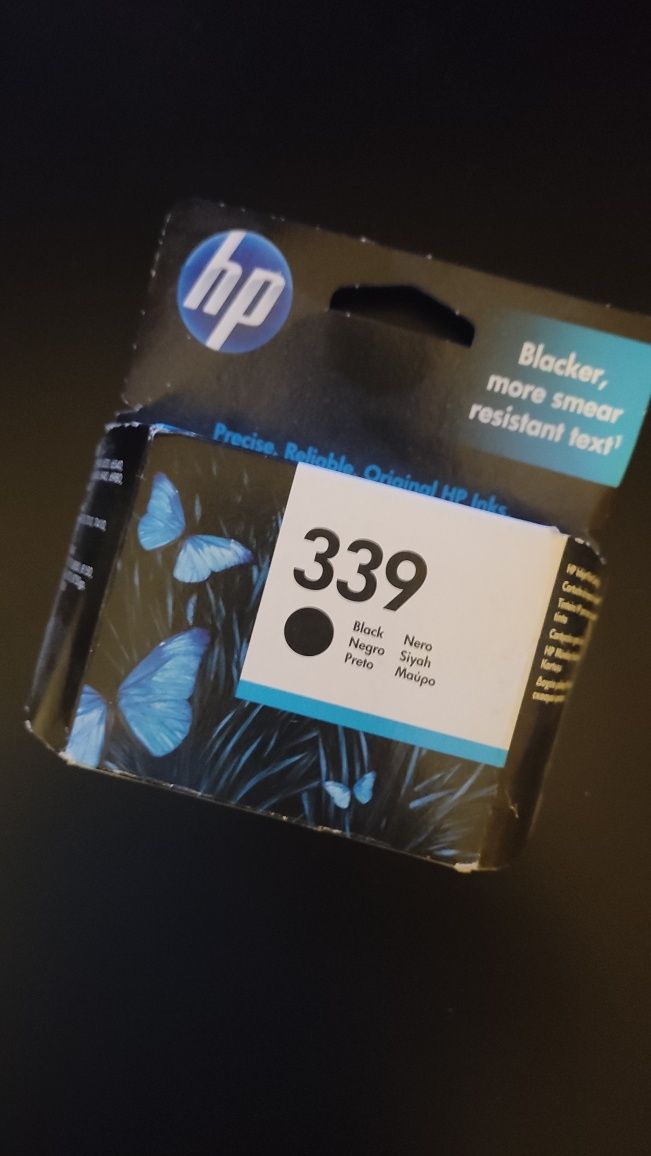 hp
Blacker,
more smear
resistant text¹
Precise. Reliable. Original HP Inks.
339
Black Nero
Negro Siyah
Preto Μαύρο